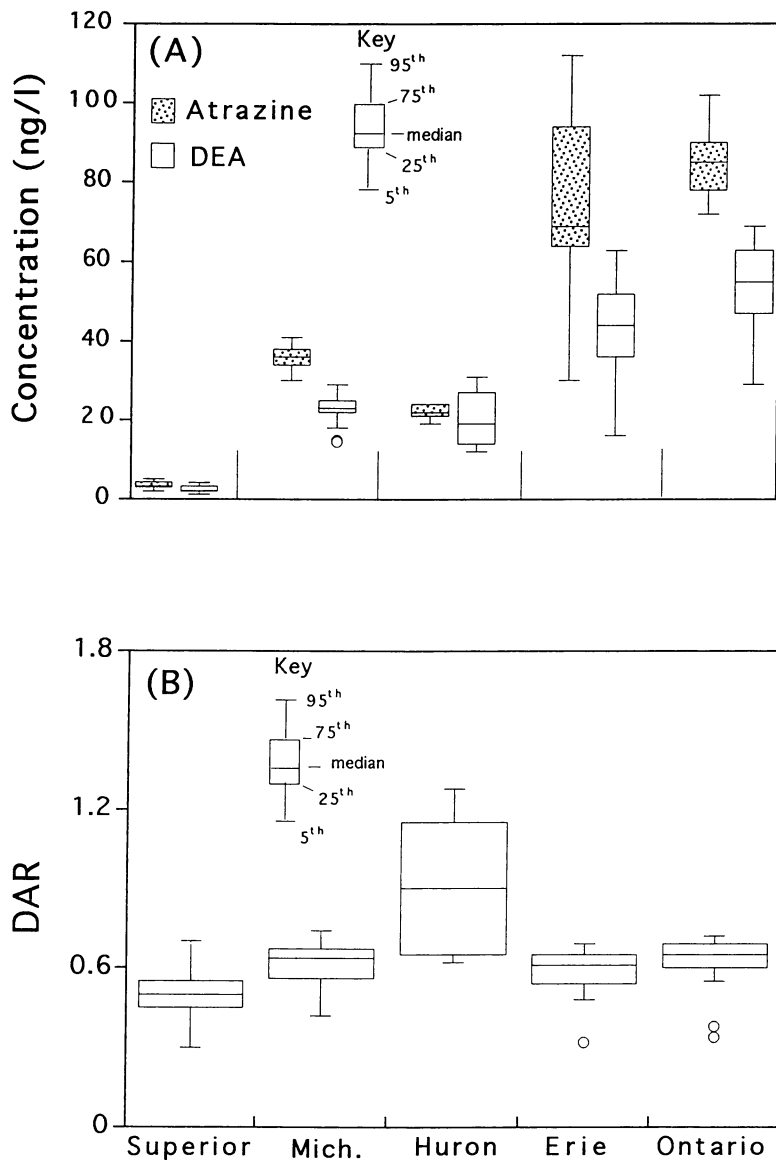 120
(A)
Key
95th
100
75th
Atrazine
median
DEA
25th
80
5th
60
40
20
0
Concentration (ng/l)
1.8
Key
(B)
95th
75th
median
25th
1.2
5th
DAR
0.6
0
Superior Mich. Huron Erie Ontario